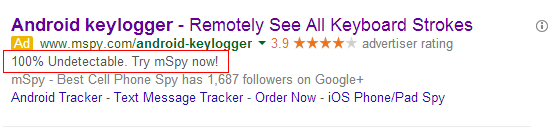 Android keylogger - Remotely See All Keyboard Strokes
Ad www.mspy.com/android-keylogger 3.9 advertiser rating
100% Undetectable. Try mSpy now!
mSpy - Best Cell Phone Spy has 1,687 followers on Google+
Android Tracker - Text Message Tracker - Order Now - iOS Phone/Pad Spy